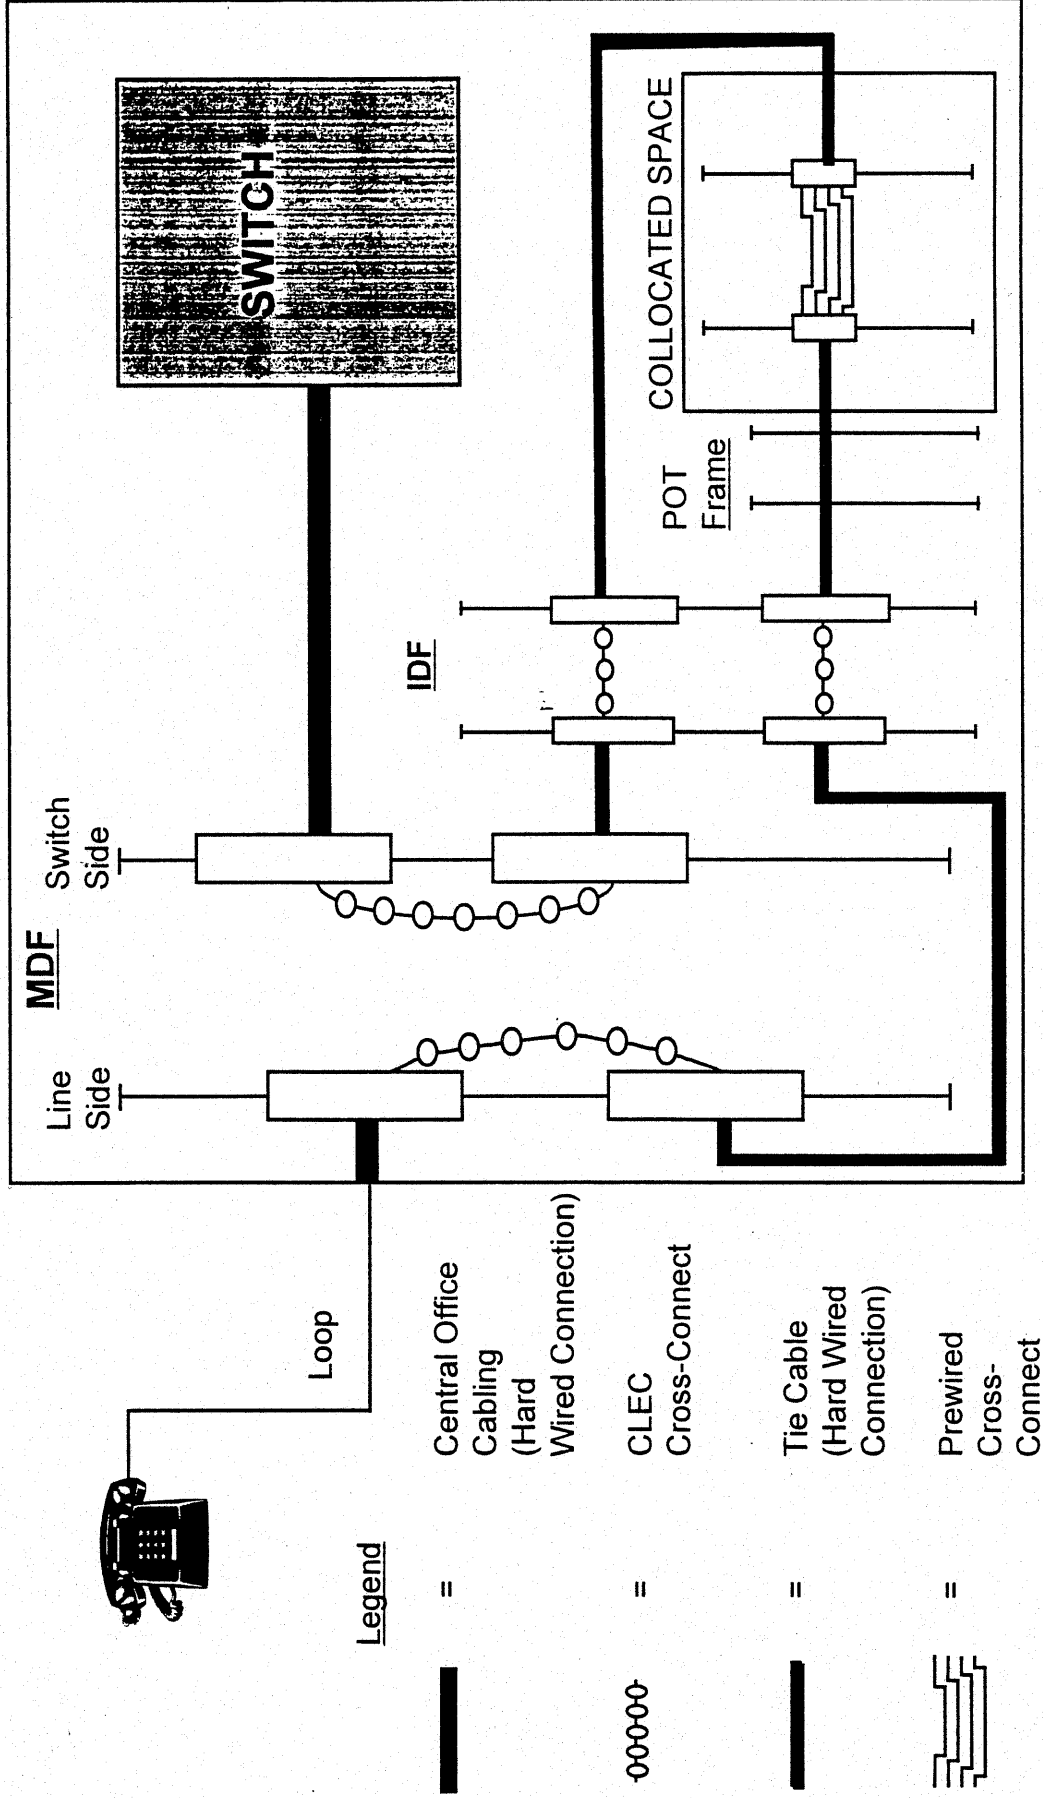 Loop
MDF
Line
Side
Switch
Side
IDF
SWITCH
POT
Frame
COLLOCATED SPACE
Legend
= Central Office
Cabling
(Hard
Wired Connection)
= CLEC
Cross-Connect
= Tie Cable
(Hard Wired
Connection)
= Prewired
Cross-
Connect